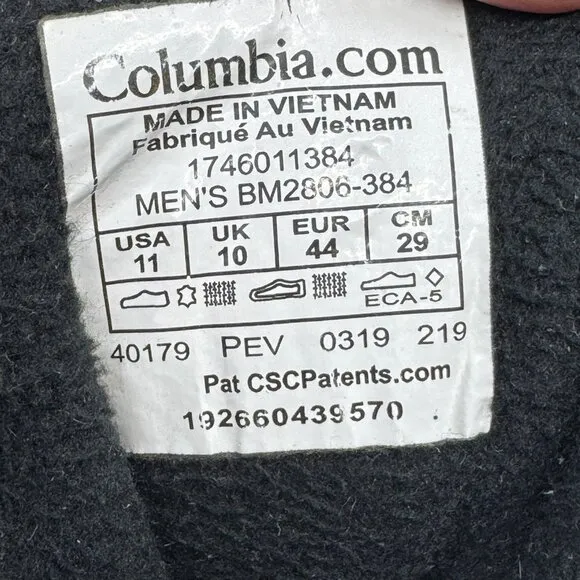 Columbia.com
MADE IN VIETNAM
Fabriqué Au Vietnam
1746011384
MEN'S BM2806-384
USA UK EUR CM
11 10 44 29
ECA-5
40179 PEV 0319 219
Pat CSCPatents.com
192660439570